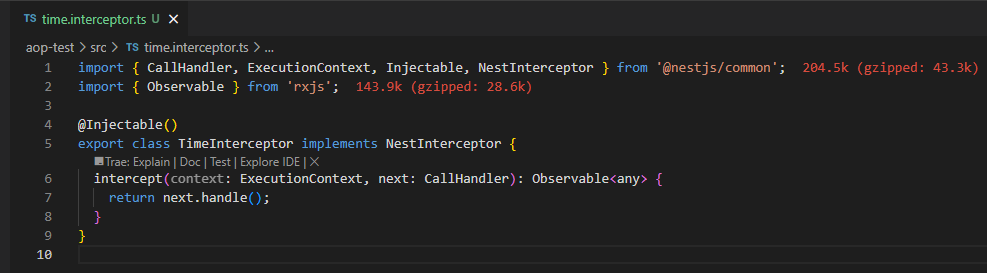 TS time.interceptor.ts U ×
aop-test > src > TS time.interceptor.ts > ...
1 import { CallHandler, ExecutionContext, Injectable, NestInterceptor } from '@nestjs/common'; 204.5k (gzipped: 43.3k)
2 import { Observable } from 'rxjs'; 143.9k (gzipped: 28.6k)
3
4 @Injectable()
5 export class TimeInterceptor implements NestInterceptor {
Trae: Explain | Doc | Test | Explore IDE | ×
6 intercept(context: ExecutionContext, next: CallHandler): Observable<any> {
7 return next.handle();
8 }
9 }
10